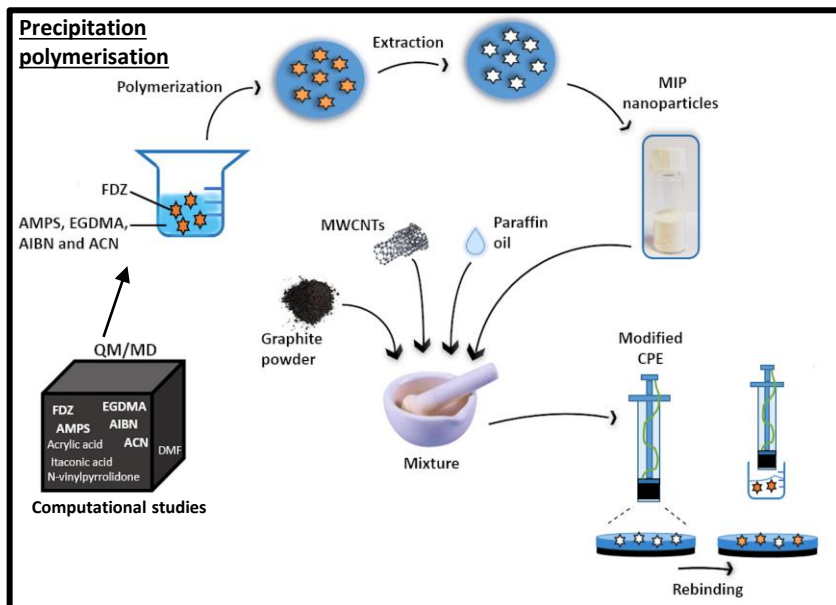 Precipitation
polymerisation
Polymerization
Extraction
MIP
nanoparticles
FDZ
AMPS, EGDMA,
AIBN and ACN
MWCNTs
Paraffin
oil
Graphite
powder
Mixture
Modified
CPE
Rebinding
QM/MD
FDZ
EGDMA
AMPS
AIBN
Acrylic acid
ACN
DMF
Itaconic acid
N-vinylpyrrolidone
Computational studies